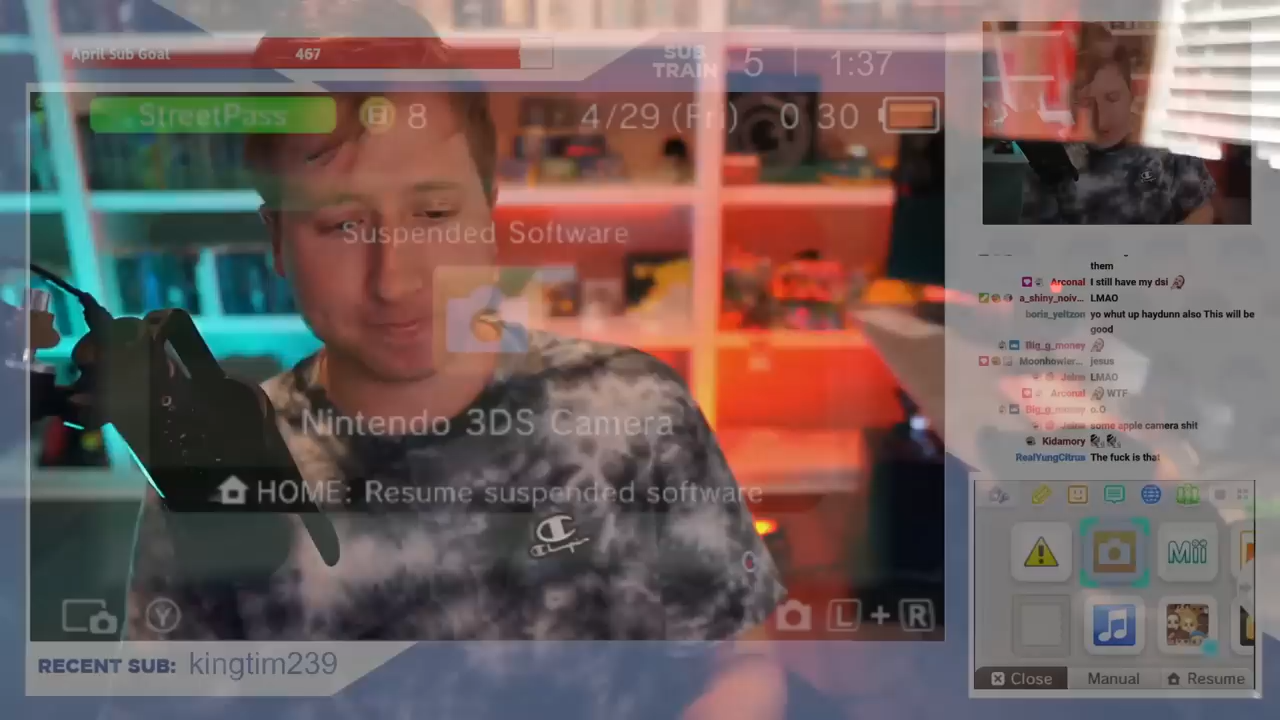 April Sub Goal
467
SUB
TRAIN
5
1:37
StreetPass
8
4/29 (Fri)
0 30
Suspended Software
Nintendo 3DS Camera
HOME: Resume suspended software
Y
L + R
RECENT SUB: kingtim239
them
Arconal I still have my dsi
a_shiny_noiv... LMAO
boris_yeltzon yo whut up haydunn also This will be
good
Big_g_money
Moonhowler... jesus
LMAO
Arconal WTF
Big_g_money o.O
some apple camera shit
Kidamory
RealYungCitrus The fuck is that
Mii
Close
Manual
Resume